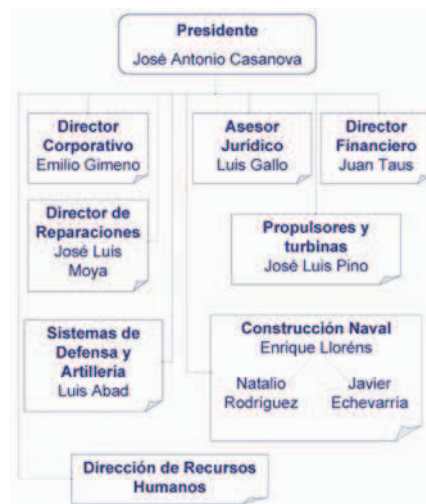 Presidente
José Antonio Casanova
Director
Corporativo
Emilio Gimeno
Asesor
Jurídico
Luis Gallo
Director
Financiero
Juan Taus
Director de
Reparaciones
José Luis
Moya
Propulsores y
turbinas
José Luis Pino
Sistemas de
Defensa y
Artillería
Luis Abad
Construcción Naval
Enrique Lloréns
Natalio
Rodríguez
Javier
Echevarría
Dirección de Recursos
Humanos